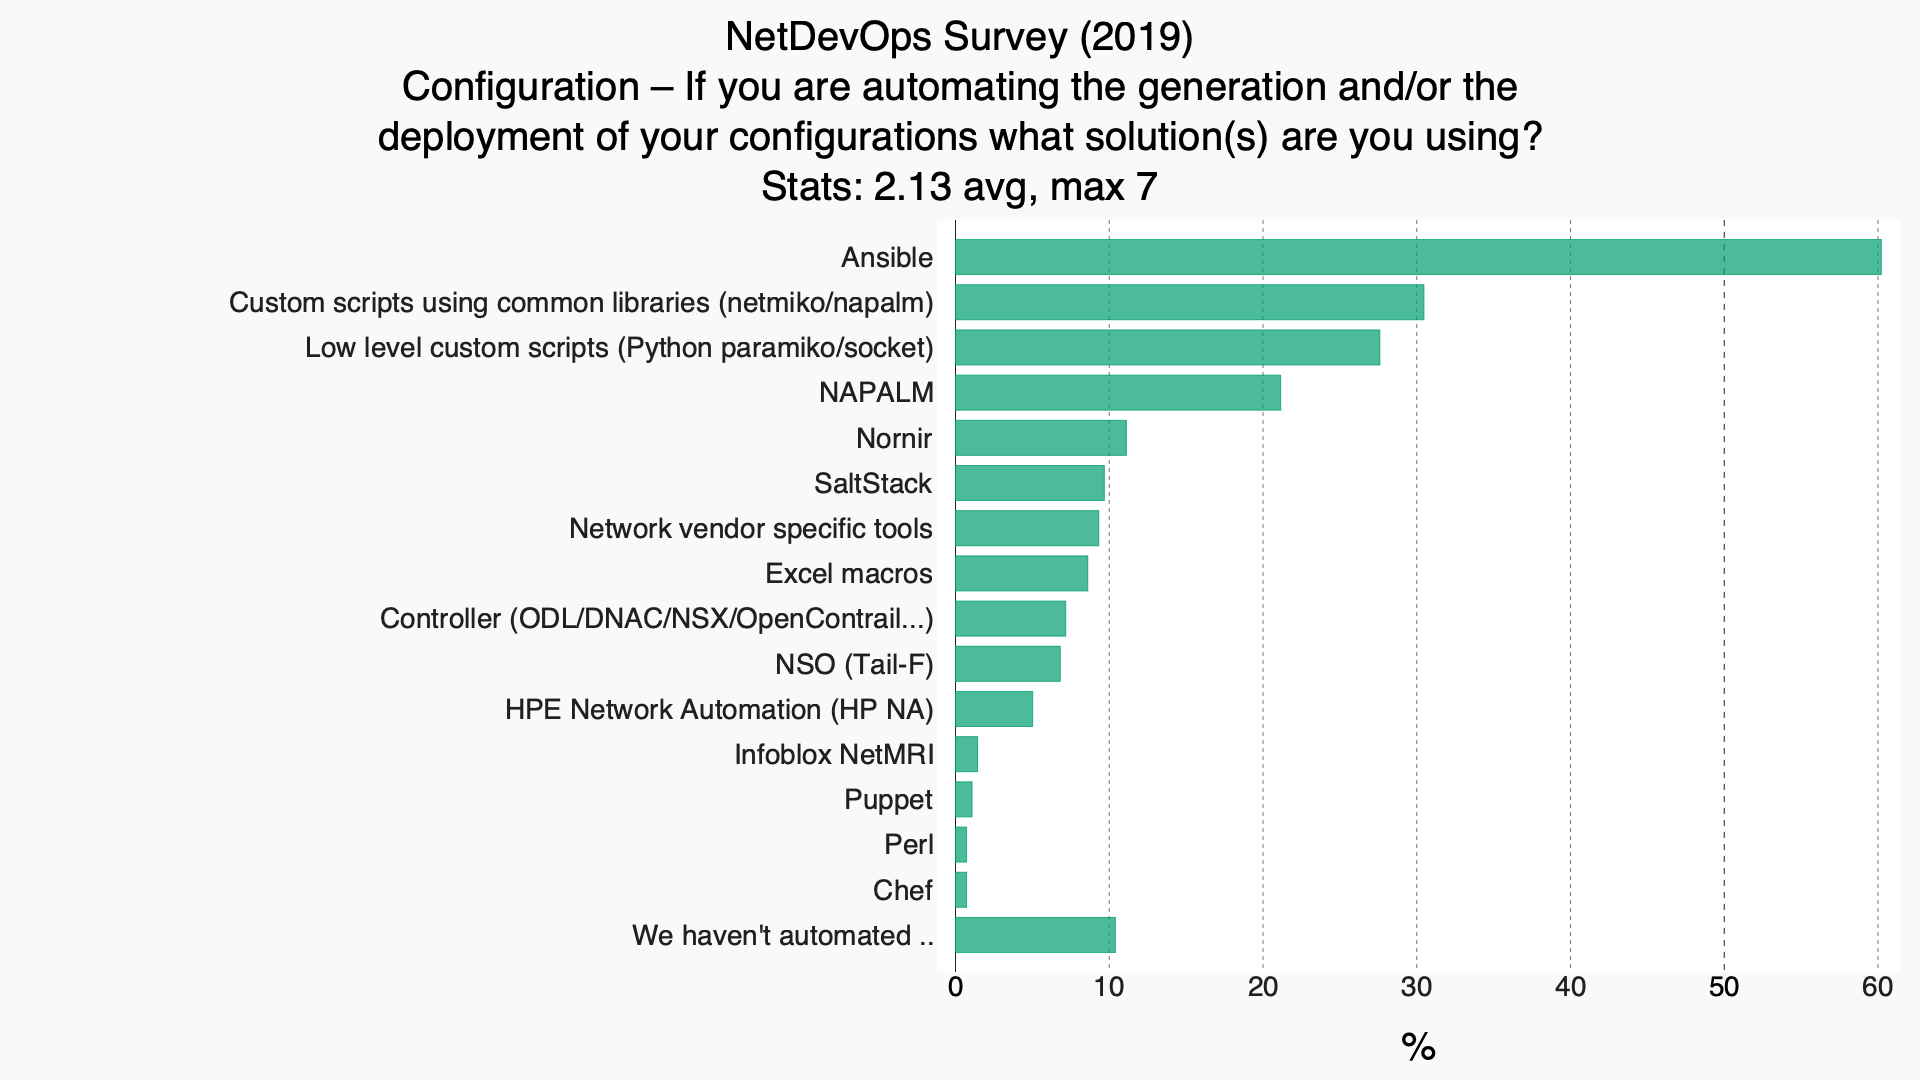 NetDevOps Survey (2019)
Configuration – If you are automating the generation and/or the
deployment of your configurations what solution(s) are you using?
Stats: 2.13 avg, max 7
Ansible
Custom scripts using common libraries (netmiko/napalm)
Low level custom scripts (Python paramiko/socket)
NAPALM
Nornir
SaltStack
Network vendor specific tools
Excel macros
Controller (ODL/DNAC/NSX/OpenContrail...)
NSO (Tail-F)
HPE Network Automation (HP NA)
Infoblox NetMRI
Puppet
Perl
Chef
We haven't automated ..
0 10 20 30 40 50 60
%